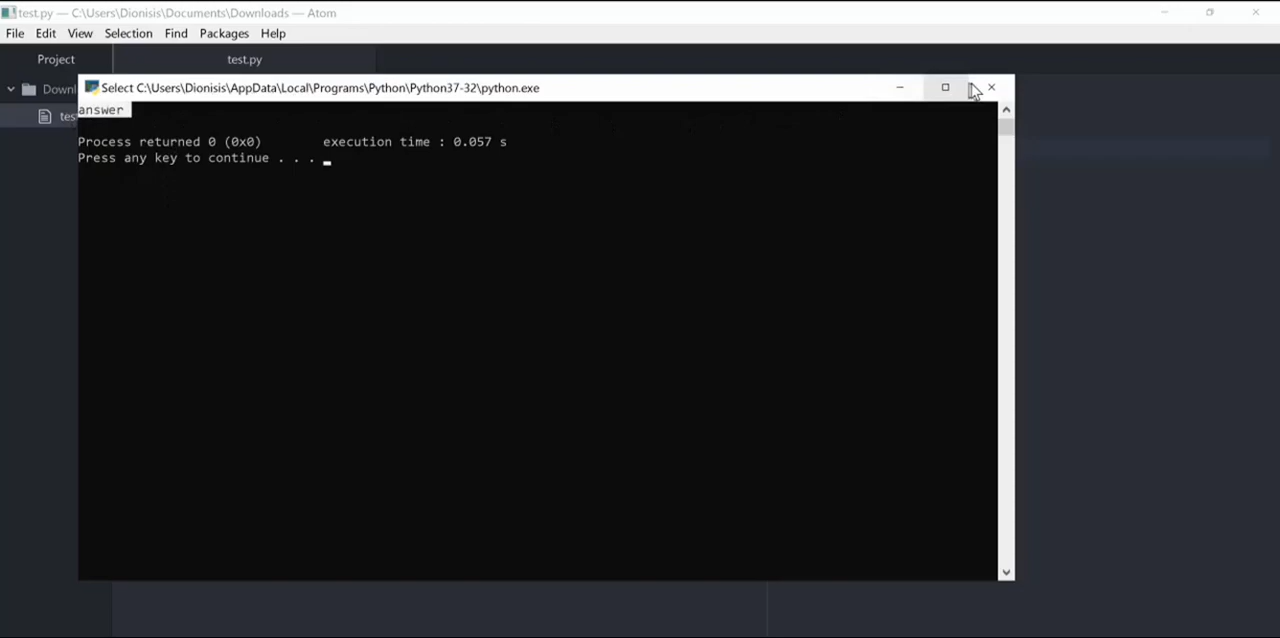 test.py — C:\Users\Dionisis\Documents\Downloads — Atom
File Edit View Selection Find Packages Help
Project test.py
Select C:\Users\Dionisis\AppData\Local\Programs\Python\Python37-32\python.exe
Downl
answer
tes
Process returned 0 (0x0) execution time : 0.057 s
Press any key to continue . . .